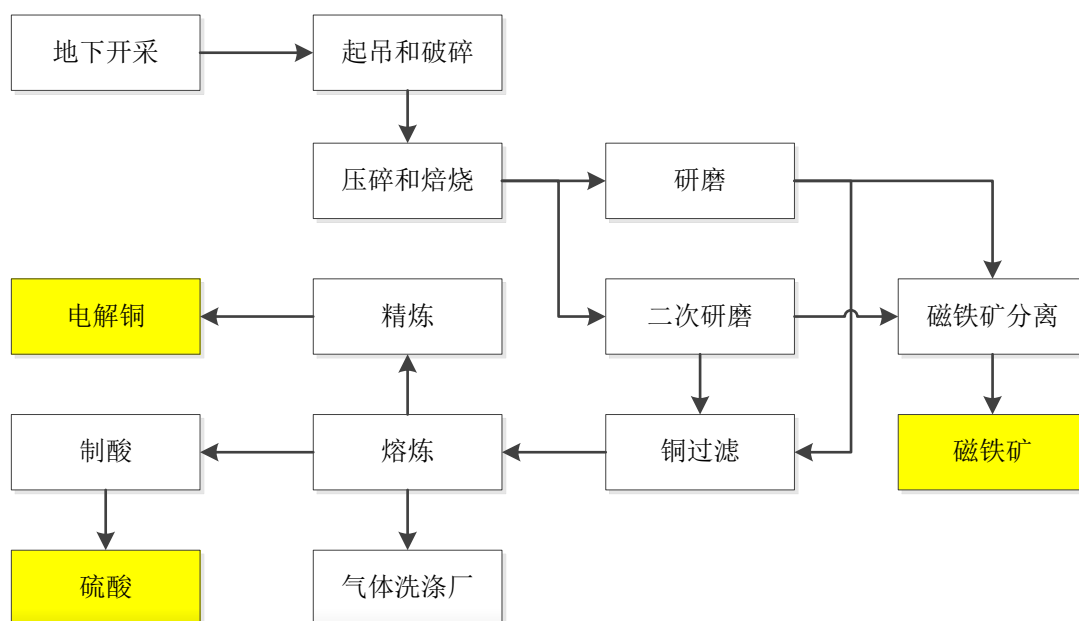 地下开采
起吊和破碎
压碎和焙烧
研磨
电解铜
精炼
二次研磨
磁铁矿分离
制酸
熔炼
铜过滤
磁铁矿
硫酸
气体洗涤厂